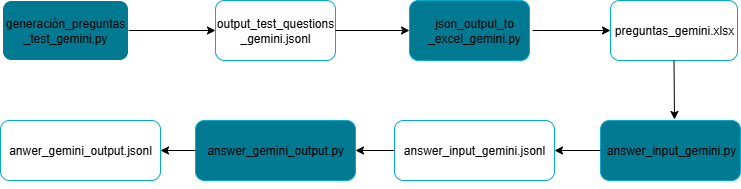 generación_preguntas
_test_gemini.py
output_test_questions
_gemini.jsonl
json_output_to
_excel_gemini.py
preguntas_gemini.xlsx
anwer_gemini_output.jsonl
answer_gemini_output.py
answer_input_gemini.jsonl
answer_input_gemini.py